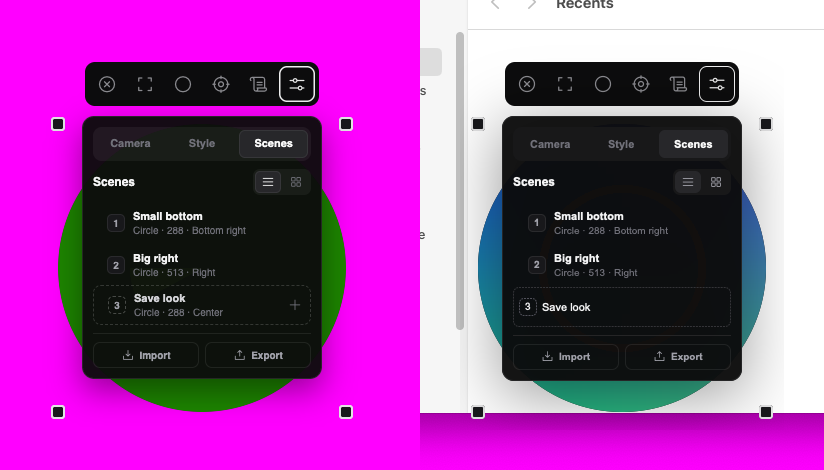 Recents
s
e
Camera Style Scenes
Scenes
1 Small bottom
Circle · 288 · Bottom right
2 Big right
Circle · 513 · Right
3 Save look
Circle · 288 · Center
Import Export
Camera Style Scenes
Scenes
1 Small bottom
Circle · 288 · Bottom right
2 Big right
Circle · 513 · Right
3 Save look
Import Export